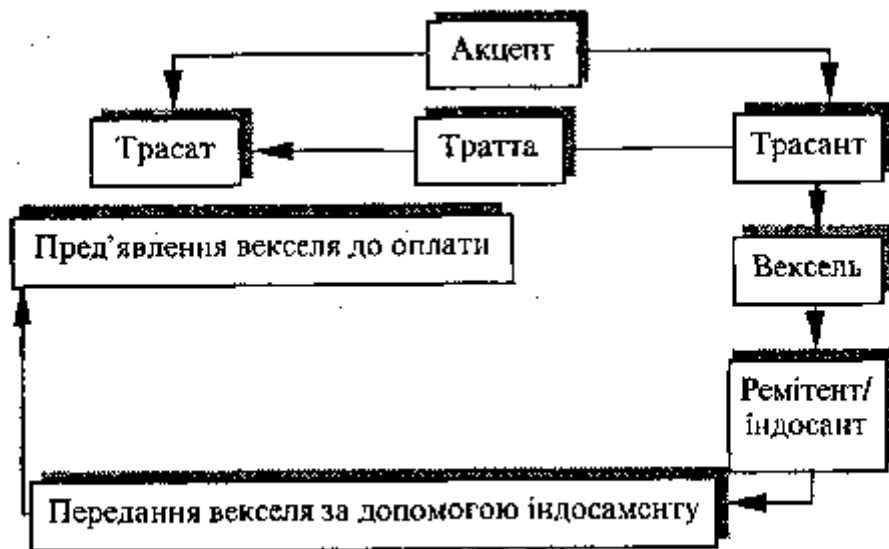 Акцепт
Трасат
Тратта
Трасант
Пред’явлення векселя до оплати
Вексель
Ремітент/
індосант
Передання векселя за допомогою індосаменту